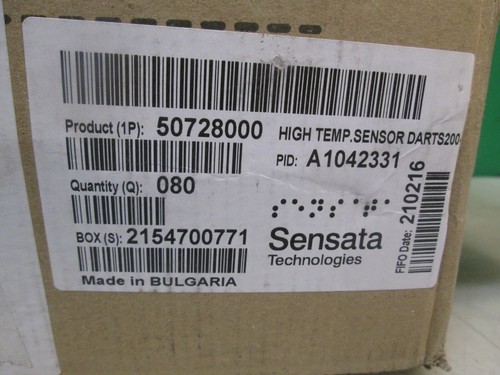 Product (1P): 50728000 HIGH TEMP.SENSOR DARTS200
PID: A1042331
Quantity (Q): 080
BOX (S): 2154700771
Sensata
Technologies
FIFO Date: 210216
Made in BULGARIA